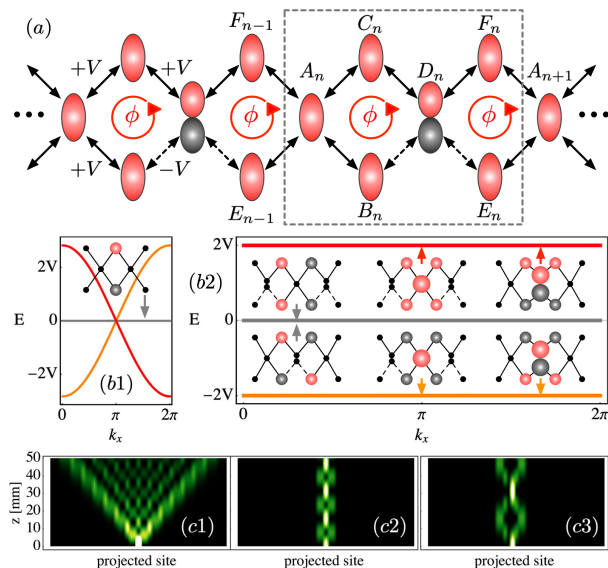 (a)
F_{n-1}
C_n
F_n
+V
+V
A_n
D_n
A_{n+1}
ϕ
ϕ
ϕ
ϕ
+V
−V
E_{n-1}
B_n
E_n
2V
E
0
−2V
(b1)
0
π
2π
k_x
(b2)
2V
E
0
−2V
0
π
2π
k_x
z [mm]
50
40
30
20
10
0
(c1)
(c2)
(c3)
projected site
projected site
projected site